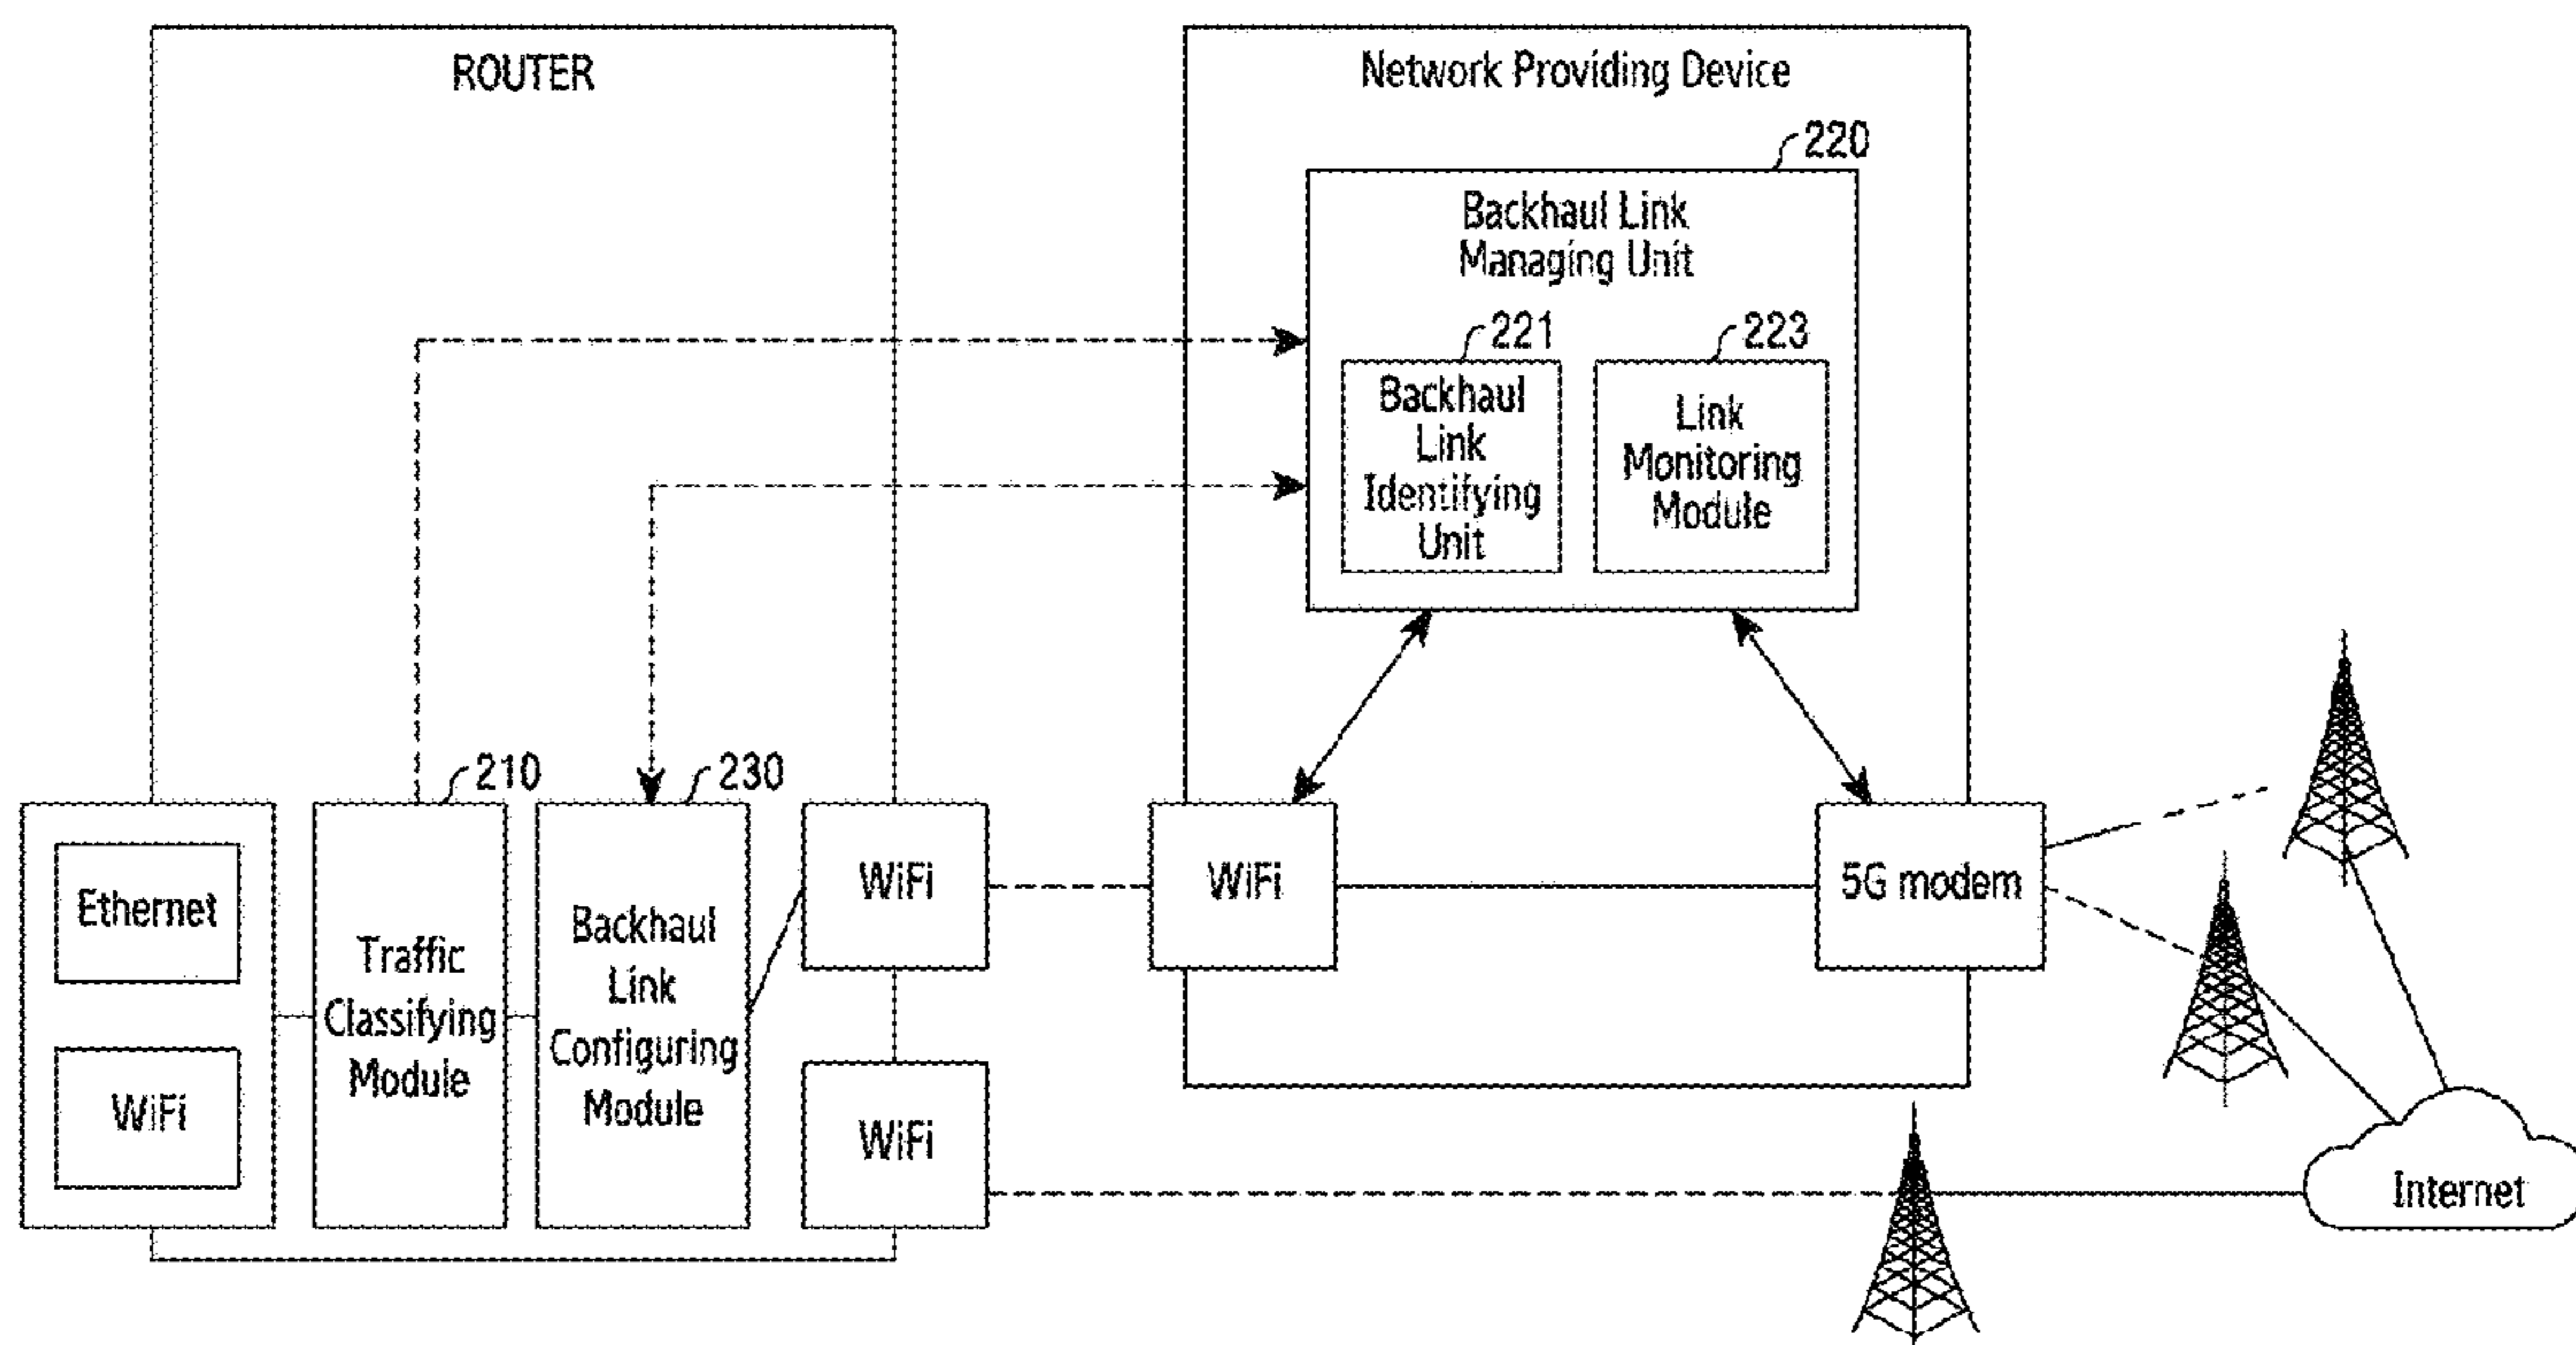 ROUTER
Network Providing Device
220
Backhaul Link
Managing Unit
221
223
Backhaul
Link
Identifying
Unit
Link
Monitoring
Module
210
230
Ethernet
WiFi
Traffic
Classifying
Module
Backhaul
Link
Configuring
Module
WiFi
WiFi
WiFi
5G modem
Internet